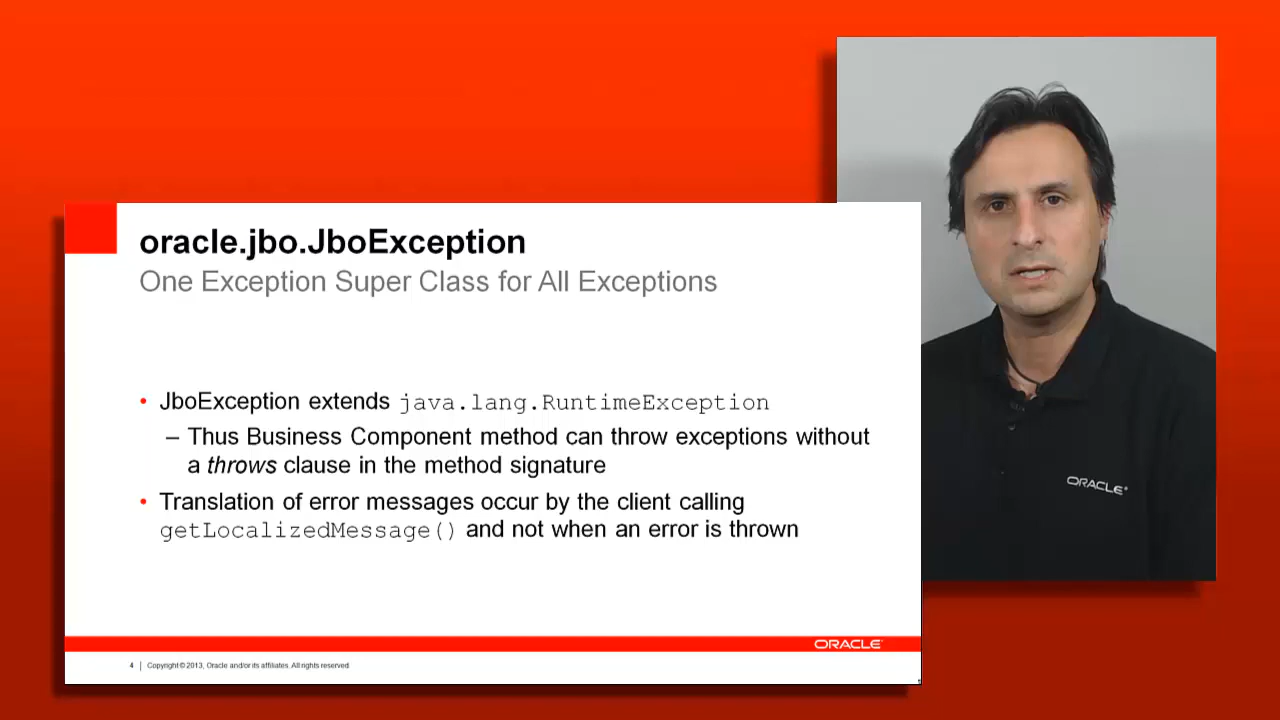 oracle.jbo.JboException
One Exception Super Class for All Exceptions
• JboException extends java.lang.RuntimeException
– Thus Business Component method can throw exceptions without
a throws clause in the method signature
• Translation of error messages occur by the client calling
getLocalizedMessage() and not when an error is thrown
ORACLE
4 | Copyright © 2013, Oracle and/or its affiliates. All rights reserved
ORACLE